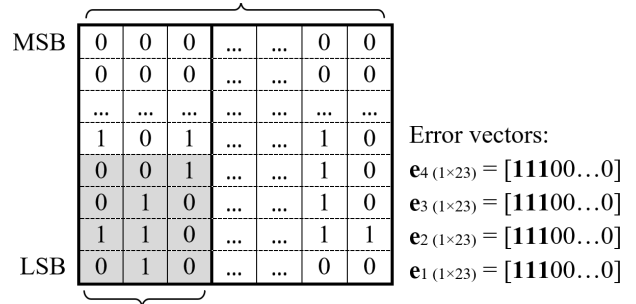 MSB 0 0 0 ... ... 0 0
0 0 0 ... ... 0 0
... ... ... ... ... ... ...
1 0 1 ... ... 1 0
Error vectors:
0 0 1 ... ... 1 0
e4 (1×23) = [11100…0]
0 1 0 ... ... 1 0
e3 (1×23) = [11100…0]
1 1 0 ... ... 1 1
e2 (1×23) = [11100…0]
LSB 0 1 0 ... ... 0 0
e1 (1×23) = [11100…0]